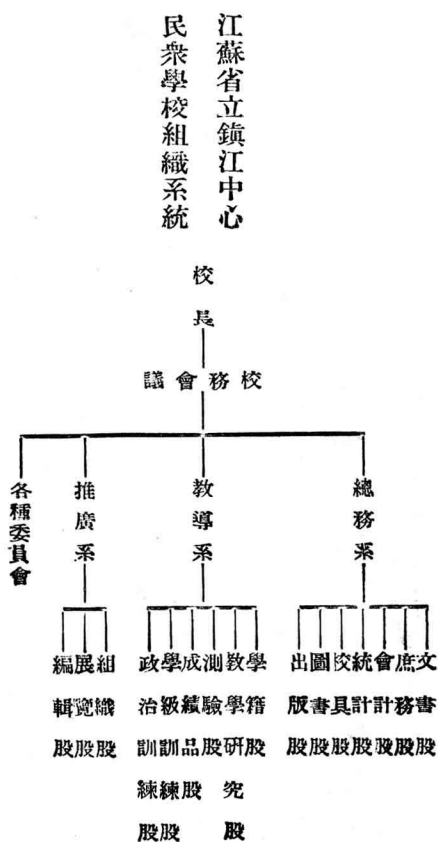 江蘇省立鎮江中心
民衆學校組織系統
校長
校務會議
總務系
教導系
推廣系
各種委員會
文書股
庶務股
會計股
統計股
校具股
圖書股
出版股
學籍股
教學研究股
測驗股
成績品股
學級訓練股
政治訓練股
組織股
展覽股
編輯股